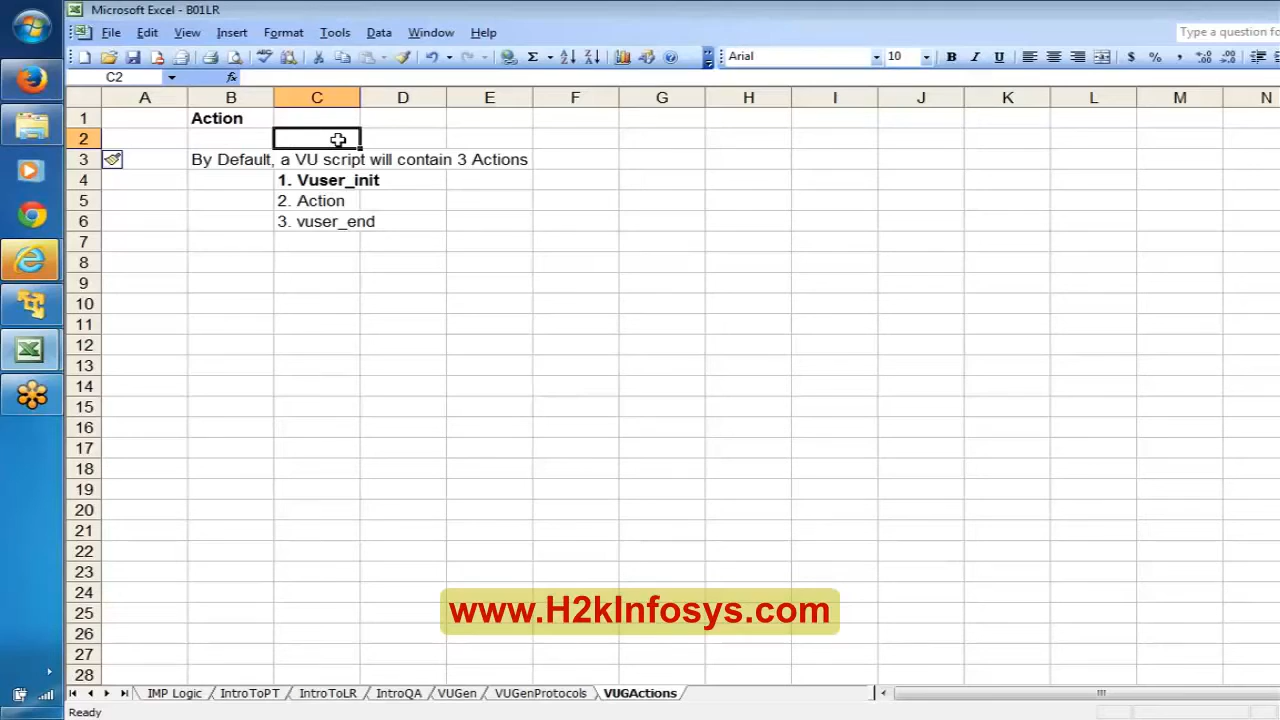 Microsoft Excel - B01LR
File Edit View Insert Format Tools Data Window Help Type a question for
Arial 10 B I U $ % ,
C2 fx
A B C D E F G H I J K L M N
1 Action
2
3 By Default, a VU script will contain 3 Actions
4 1. Vuser_init
5 2. Action
6 3. vuser_end
7
8
9
10
11
12
13
14
15
16
17
18
19
20
21
22
23
24
25
26
27
28
www.H2kInfosys.com
IMP Logic IntroToPT IntroToLR IntroQA VUGen VUGenProtocols VUGActions
Ready